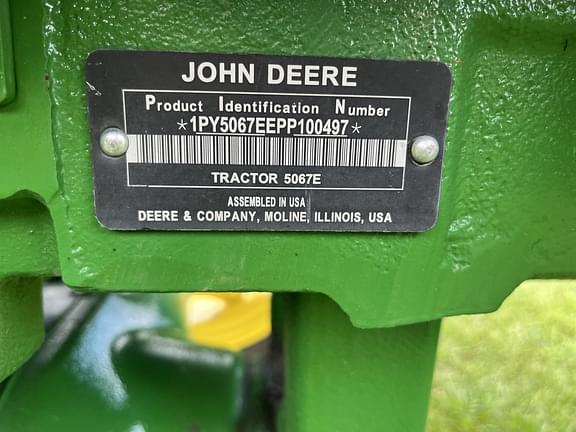 JOHN DEERE
Product Identification Number
*1PY5067EEPP100497*
TRACTOR 5067E
ASSEMBLED IN USA
DEERE & COMPANY, MOLINE, ILLINOIS, USA